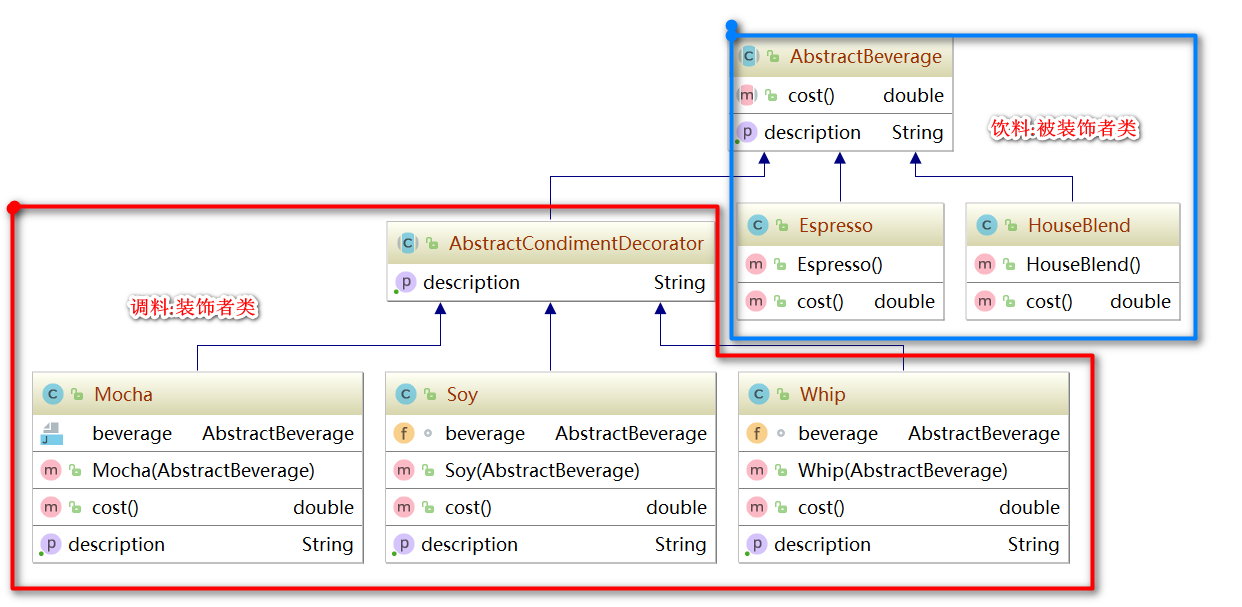 AbstractBeverage
cost() double
description String
饮料:被装饰者类
Espresso
Espresso()
cost() double
HouseBlend
HouseBlend()
cost() double
AbstractCondimentDecorator
description String
调料:装饰者类
Mocha
beverage AbstractBeverage
Mocha(AbstractBeverage)
cost() double
description String
Soy
beverage AbstractBeverage
Soy(AbstractBeverage)
cost() double
description String
Whip
beverage AbstractBeverage
Whip(AbstractBeverage)
cost() double
description String